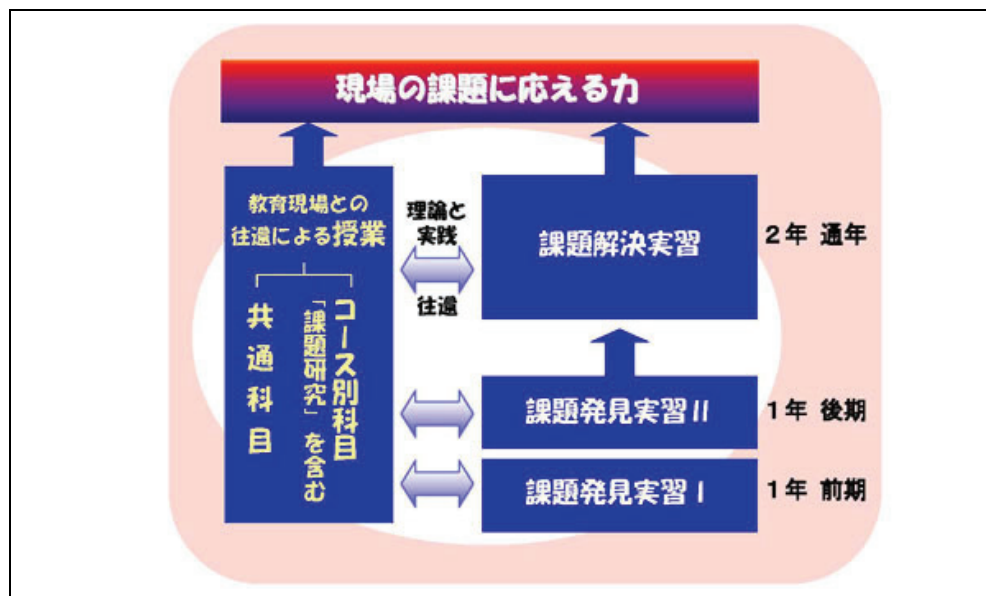 現場の課題に応える力
教育現場との
往還による授業
共通科目
コース別科目
「課題研究」を含む
理論と
実践
往還
課題解決実習
2年 通年
課題発見実習II
1年 後期
課題発見実習I
1年 前期